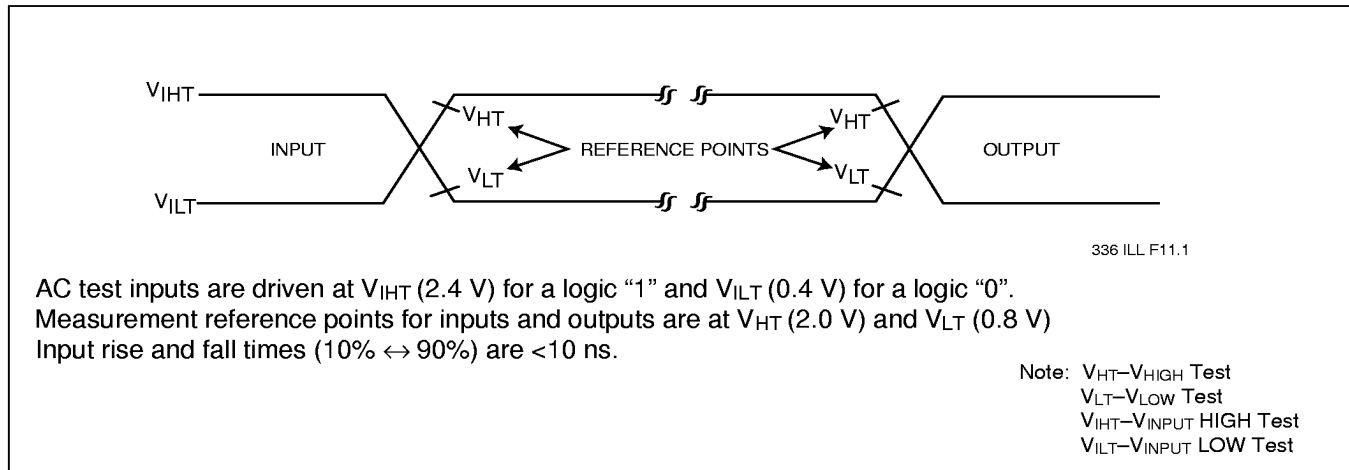 VIHT
VHT
VHT
INPUT
REFERENCE POINTS
OUTPUT
VLT
VLT
VILT
336 ILL F11.1
AC test inputs are driven at VIHT (2.4 V) for a logic “1” and VILT (0.4 V) for a logic “0”.
Measurement reference points for inputs and outputs are at VHT (2.0 V) and VLT (0.8 V)
Input rise and fall times (10% ↔ 90%) are <10 ns.
Note: VHT–VHIGH Test
VLT–VLOW Test
VIHT–VINPUT HIGH Test
VILT–VINPUT LOW Test